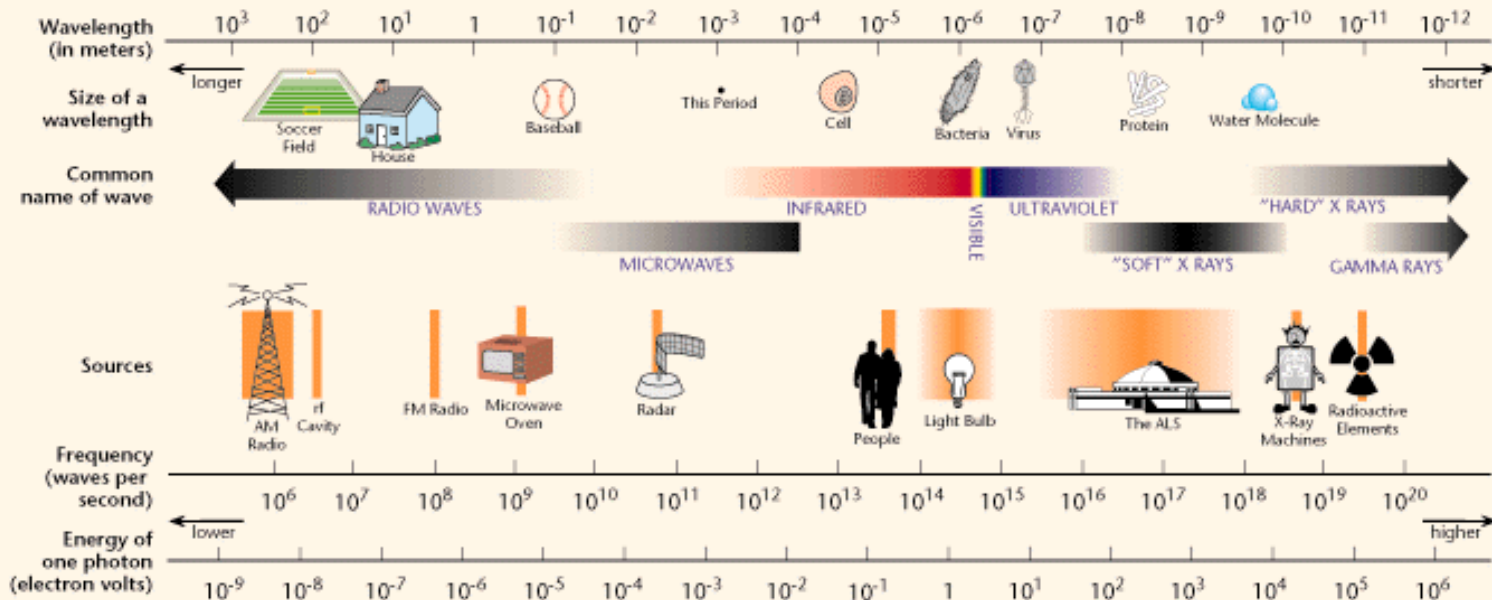 Wavelength
(in meters)
10³ 10² 10¹ 1 10⁻¹ 10⁻² 10⁻³ 10⁻⁴ 10⁻⁵ 10⁻⁶ 10⁻⁷ 10⁻⁸ 10⁻⁹ 10⁻¹⁰ 10⁻¹¹ 10⁻¹²
longer
shorter
Size of a
wavelength
Soccer
Field
House
Baseball
This Period
Cell
Bacteria
Virus
Protein
Water Molecule
Common
name of wave
RADIO WAVES
INFRARED
VISIBLE
ULTRAVIOLET
"HARD" X RAYS
MICROWAVES
"SOFT" X RAYS
GAMMA RAYS
Sources
AM
Radio
rf
Cavity
FM Radio
Microwave
Oven
Radar
People
Light Bulb
The ALS
X-Ray
Machines
Radioactive
Elements
Frequency
(waves per
second)
10⁶ 10⁷ 10⁸ 10⁹ 10¹⁰ 10¹¹ 10¹² 10¹³ 10¹⁴ 10¹⁵ 10¹⁶ 10¹⁷ 10¹⁸ 10¹⁹ 10²⁰
lower
higher
Energy of
one photon
(electron volts)
10⁻⁹ 10⁻⁸ 10⁻⁷ 10⁻⁶ 10⁻⁵ 10⁻⁴ 10⁻³ 10⁻² 10⁻¹ 1 10¹ 10² 10³ 10⁴ 10⁵ 10⁶